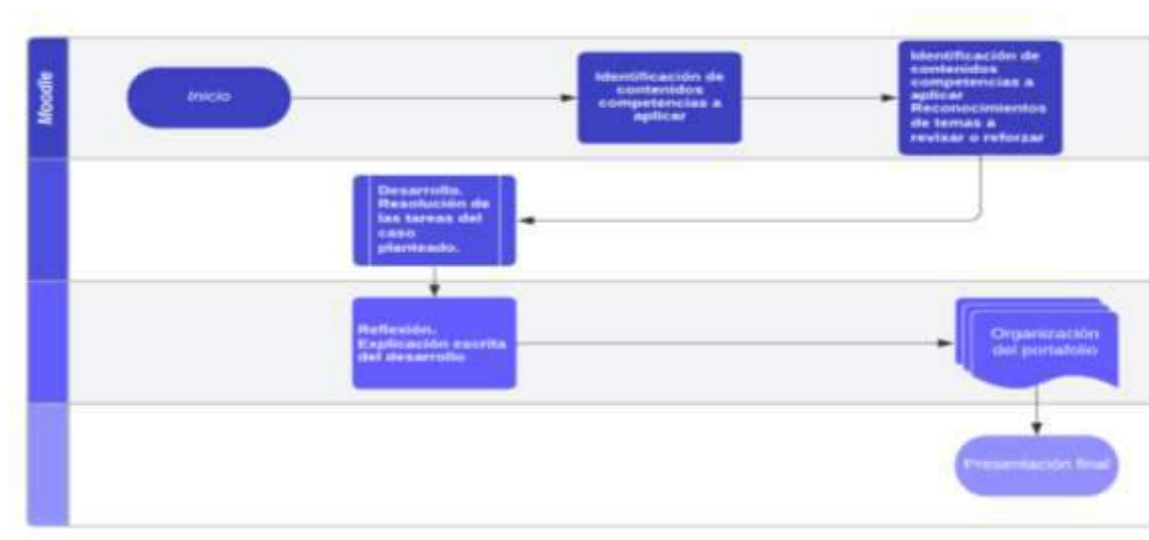 Moodle
Inicio
Identificación de
contenidos
competencias a
aplicar
Identificación de
contenidos
competencias a
aplicar
Reconocimientos
de temas a
revisar o reforzar
Desarrollo.
Resolución de
las tareas del
caso
planteado.
Reflexión.
Explicación escrita
del desarrollo
Organización
del portafolio
Presentación final